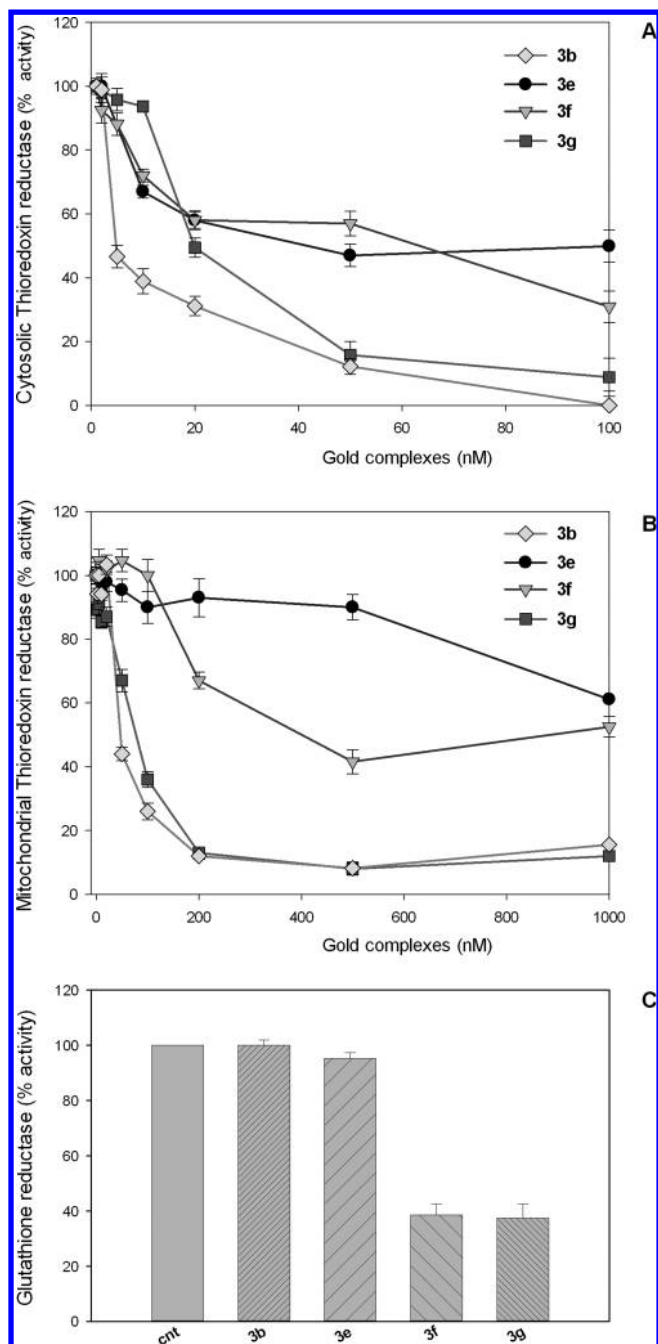 A
3b
3e
3f
3g
Cytosolic Thioredoxin reductase (% actvity)
120
100
80
60
40
20
0
0 20 40 60 80 100
Gold complexes (nM)
B
3b
3e
3f
3g
Mitochondrial Thioredoxin reductase (% activity)
120
100
80
60
40
20
0
0 200 400 600 800 1000
Gold complexes (nM)
C
Glutathione reductase (% activity)
120
100
80
60
40
20
0
cnt 3b 3e 3f 3g